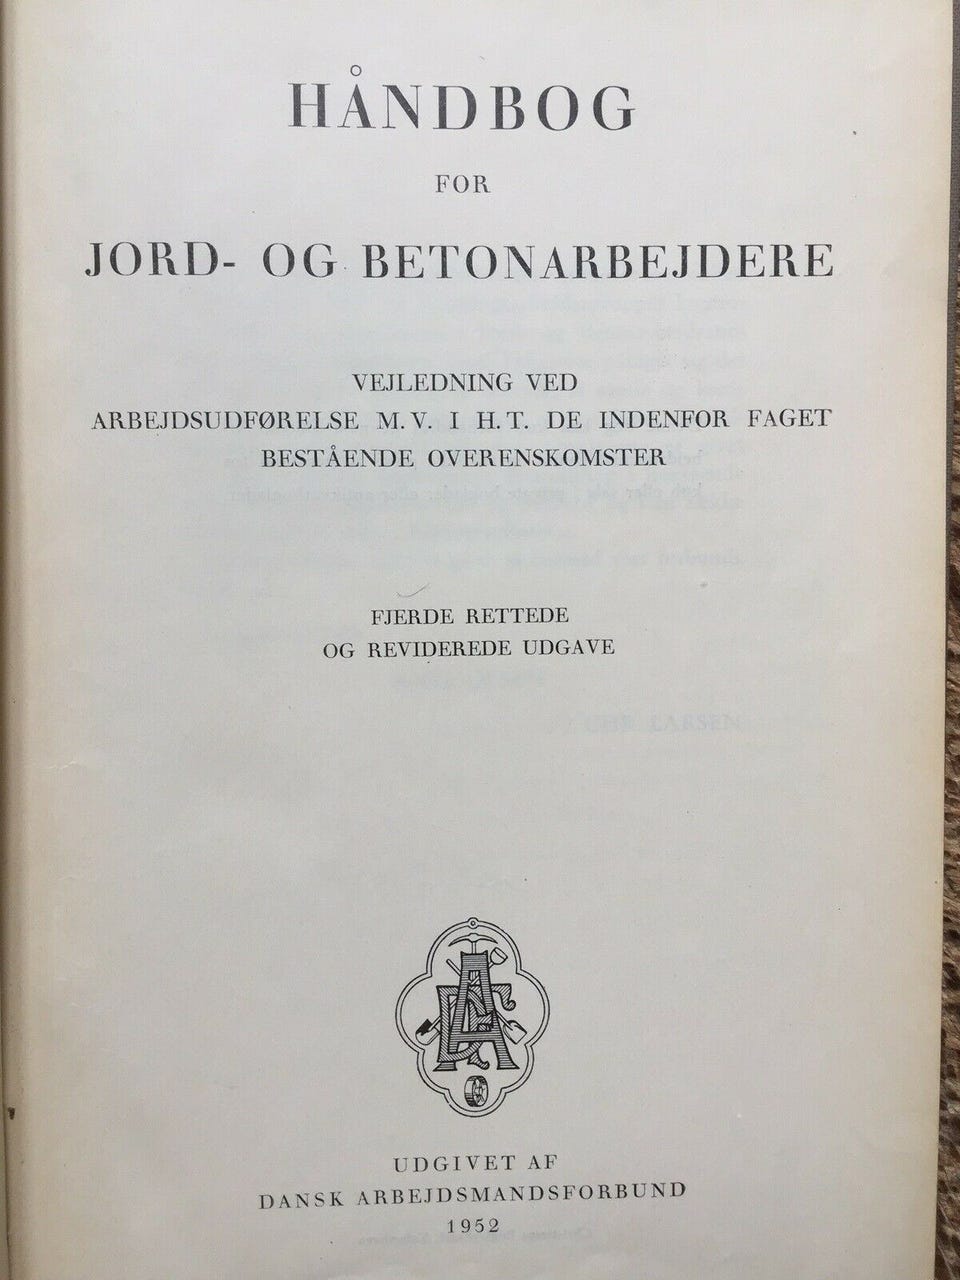 HÅNDBOG
FOR
JORD- OG BETONARBEJDERE
VEJLEDNING VED
ARBEJDSUDFØRELSE M. V. I H. T. DE INDENFOR FAGET
BESTÅENDE OVERENSKOMSTER
FJERDE RETTEDE
OG REVIDEREDE UDGAVE
UDGIVET AF
DANSK ARBEJDSMANDSFORBUND
1952